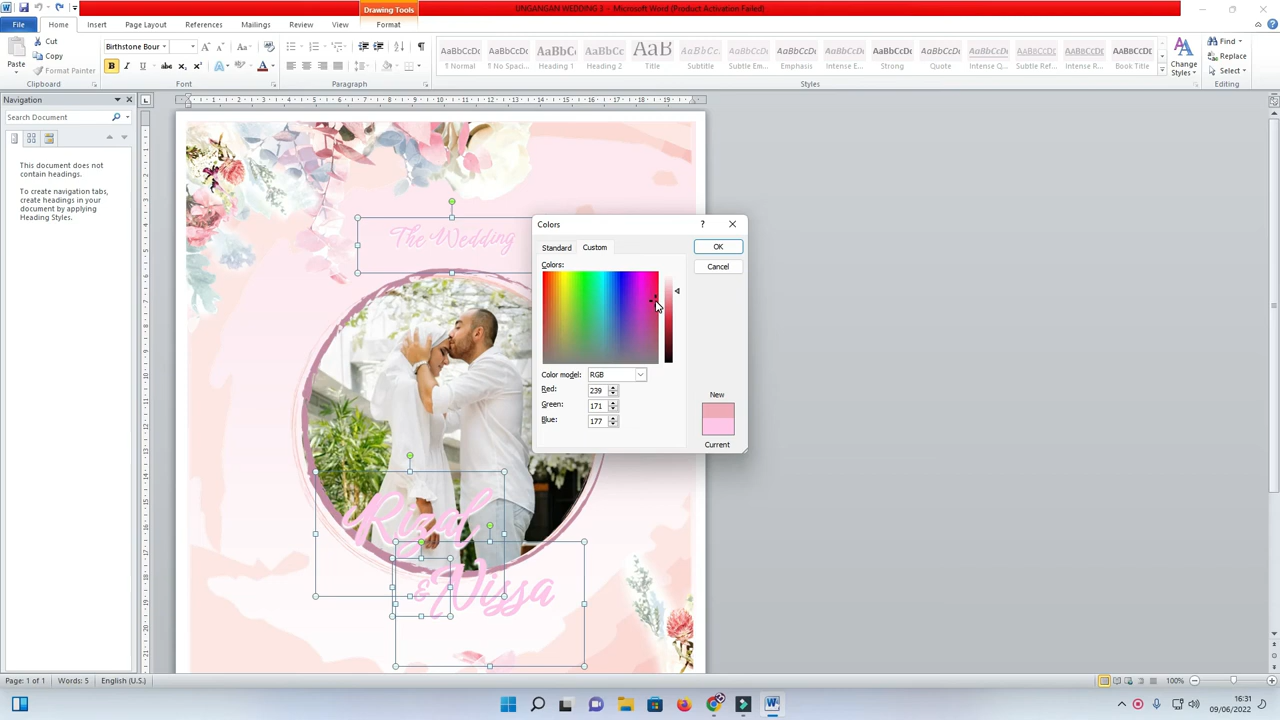 UNGANGAN WEDDING 3 - Microsoft Word (Product Activation Failed)
Drawing Tools
File
Home
Insert
Page Layout
References
Mailings
Review
View
Format
Paste
Cut
Copy
Format Painter
Clipboard
Birthstone Bour
Font
Paragraph
AaBbCcDc
¶ Normal
AaBbCcDc
¶ No Spaci...
AaBbCc
Heading 1
AaBbCc
Heading 2
AaB
Title
AaBbCc
Subtitle
AaBbCcDc
Subtle Em...
AaBbCcDc
Emphasis
AaBbCcDc
Intense E...
AaBbCcDc
Strong
AaBbCcDc
Quote
AaBbCcDc
Intense Q...
AaBbCcDc
Subtle Ref...
AaBbCcDc
Intense R...
AaBbCcDc
Book Title
Styles
Change
Styles
Find
Replace
Select
Editing
Navigation
Search Document
This document does not
contain headings.
To create navigation tabs,
create headings in your
document by applying
Heading Styles.
The Wedding
Rizd
&
Nissa
Colors
Standard
Custom
OK
Cancel
Colors:
Color model:
RGB
Red:
239
Green:
171
Blue:
177
New
Current
Page: 1 of 1
Words: 5
English (U.S.)
100%
16:31
09/06/2022